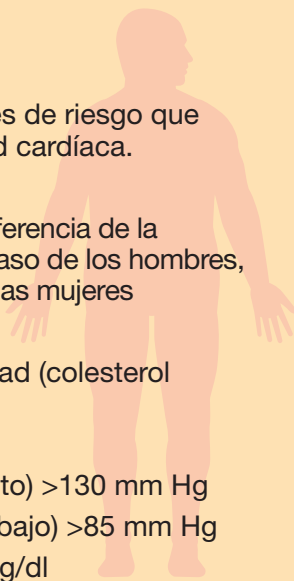 es de riesgo que
d cardíaca.
ferencia de la
aso de los hombres,
as mujeres
ad (colesterol
to) >130 mm Hg
bajo) >85 mm Hg
g/dl